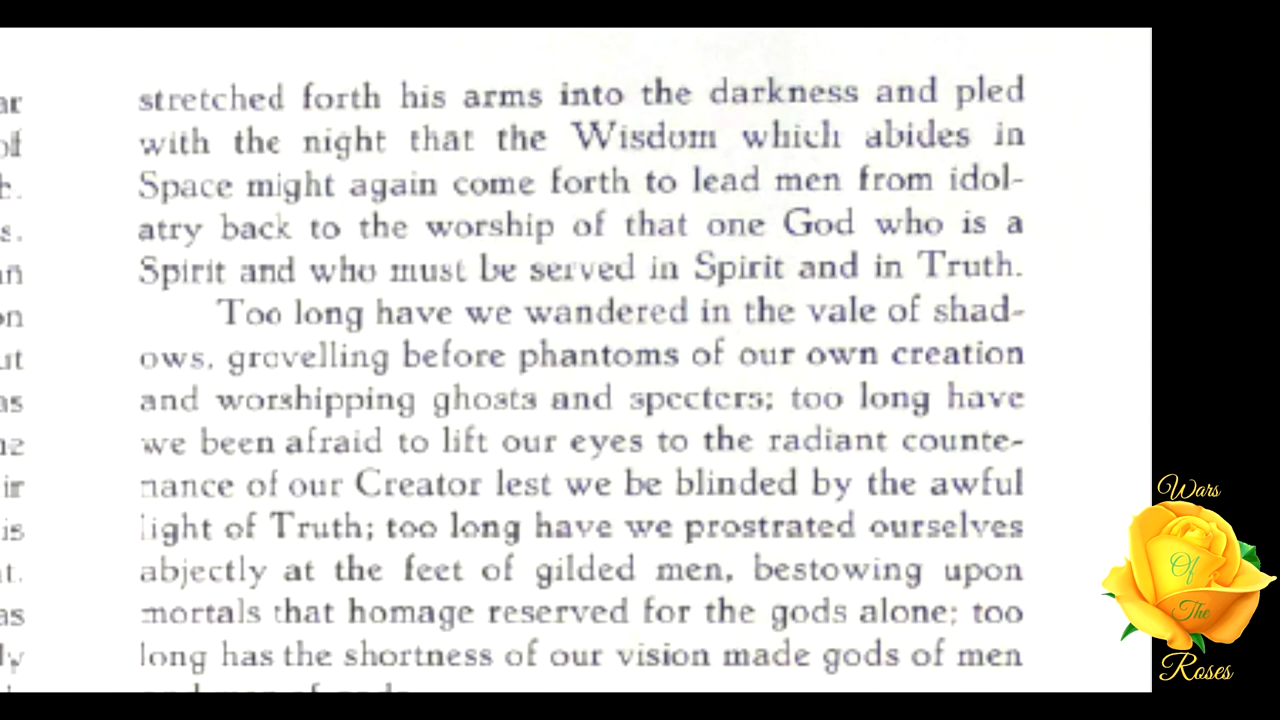 stretched forth his arms into the darkness and pled
with the night that the Wisdom which abides in
Space might again come forth to lead men from idol-
atry back to the worship of that one God who is a
Spirit and who must be served in Spirit and in Truth.
Too long have we wandered in the vale of shad-
ows, grovelling before phantoms of our own creation
and worshipping ghosts and specters; too long have
we been afraid to lift our eyes to the radiant counte-
nance of our Creator lest we be blinded by the awful
light of Truth; too long have we prostrated ourselves
abjectly at the feet of gilded men, bestowing upon
mortals that homage reserved for the gods alone; too
long has the shortness of our vision made gods of men
Wars
Of
The
Roses